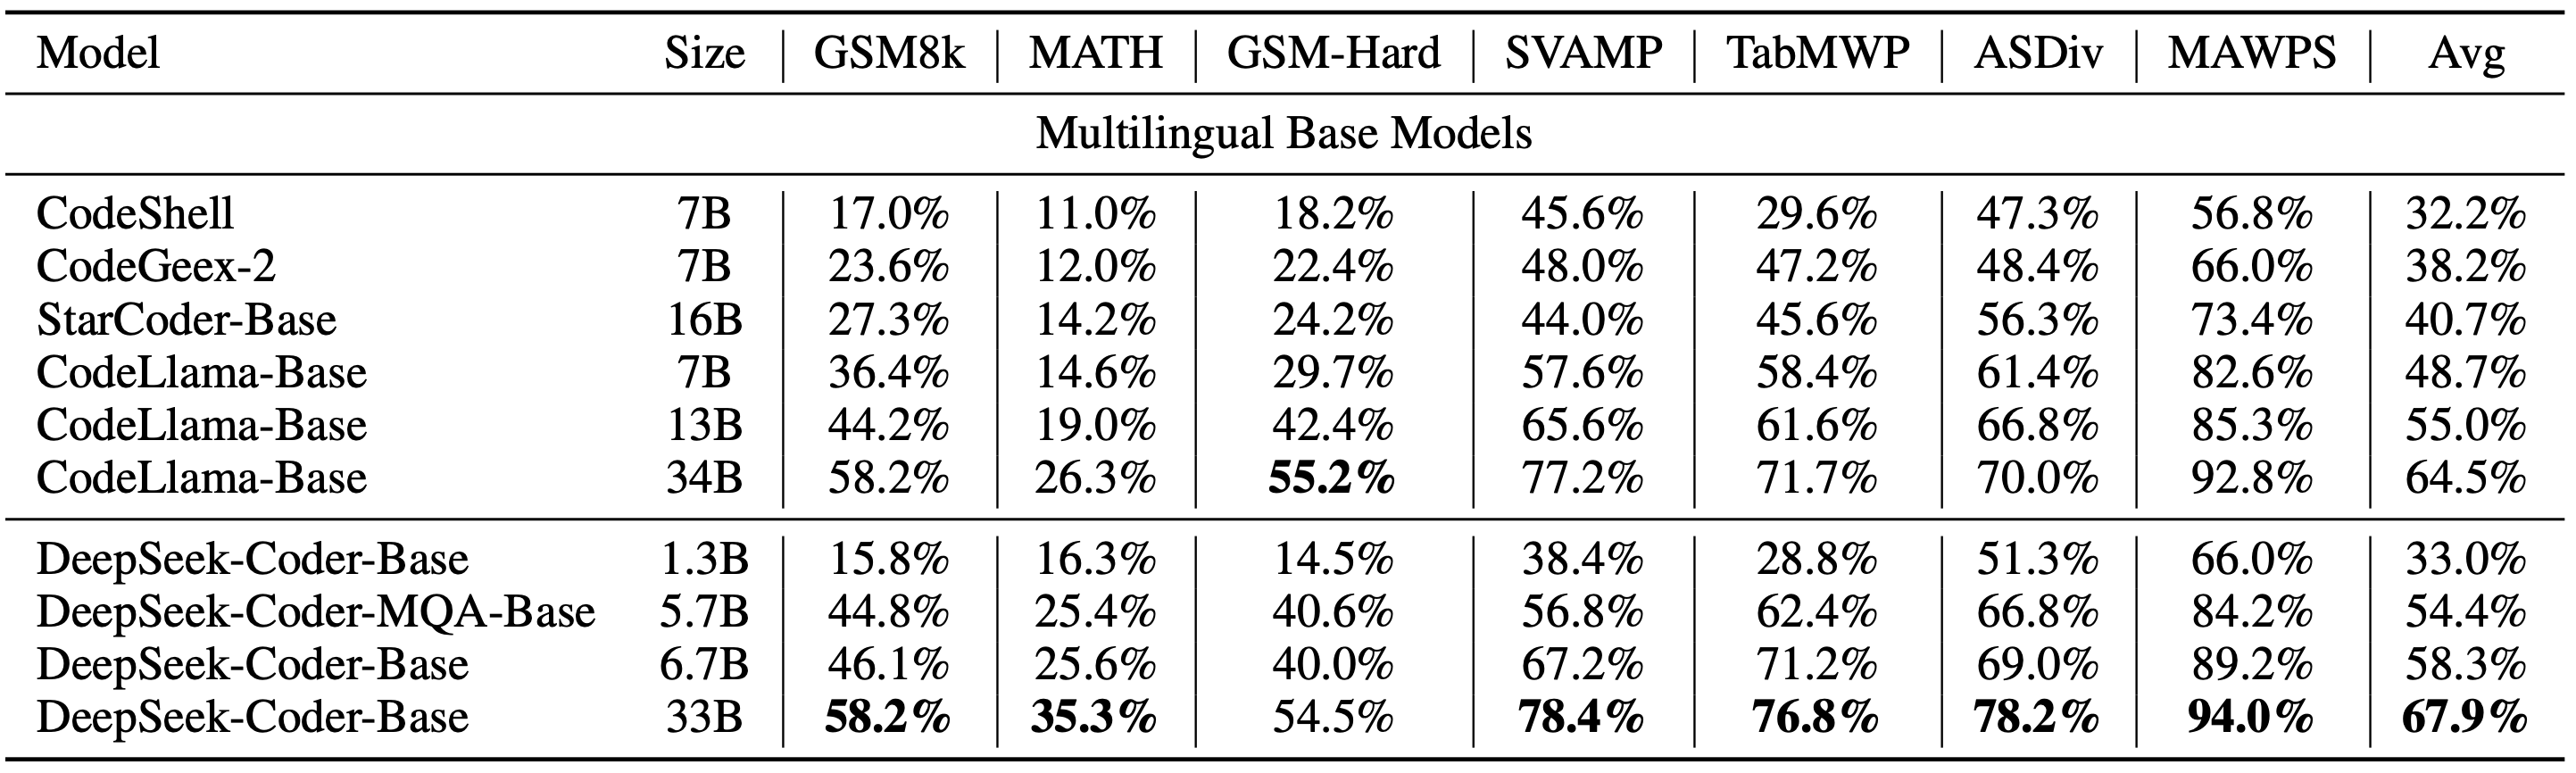 Model Size GSM8k MATH GSM-Hard SVAMP TabMWP ASDiv MAWPS Avg
Multilingual Base Models
CodeShell 7B 17.0% 11.0% 18.2% 45.6% 29.6% 47.3% 56.8% 32.2%
CodeGeex-2 7B 23.6% 12.0% 22.4% 48.0% 47.2% 48.4% 66.0% 38.2%
StarCoder-Base 16B 27.3% 14.2% 24.2% 44.0% 45.6% 56.3% 73.4% 40.7%
CodeLlama-Base 7B 36.4% 14.6% 29.7% 57.6% 58.4% 61.4% 82.6% 48.7%
CodeLlama-Base 13B 44.2% 19.0% 42.4% 65.6% 61.6% 66.8% 85.3% 55.0%
CodeLlama-Base 34B 58.2% 26.3% 55.2% 77.2% 71.7% 70.0% 92.8% 64.5%
DeepSeek-Coder-Base 1.3B 15.8% 16.3% 14.5% 38.4% 28.8% 51.3% 66.0% 33.0%
DeepSeek-Coder-MQA-Base 5.7B 44.8% 25.4% 40.6% 56.8% 62.4% 66.8% 84.2% 54.4%
DeepSeek-Coder-Base 6.7B 46.1% 25.6% 40.0% 67.2% 71.2% 69.0% 89.2% 58.3%
DeepSeek-Coder-Base 33B 58.2% 35.3% 54.5% 78.4% 76.8% 78.2% 94.0% 67.9%